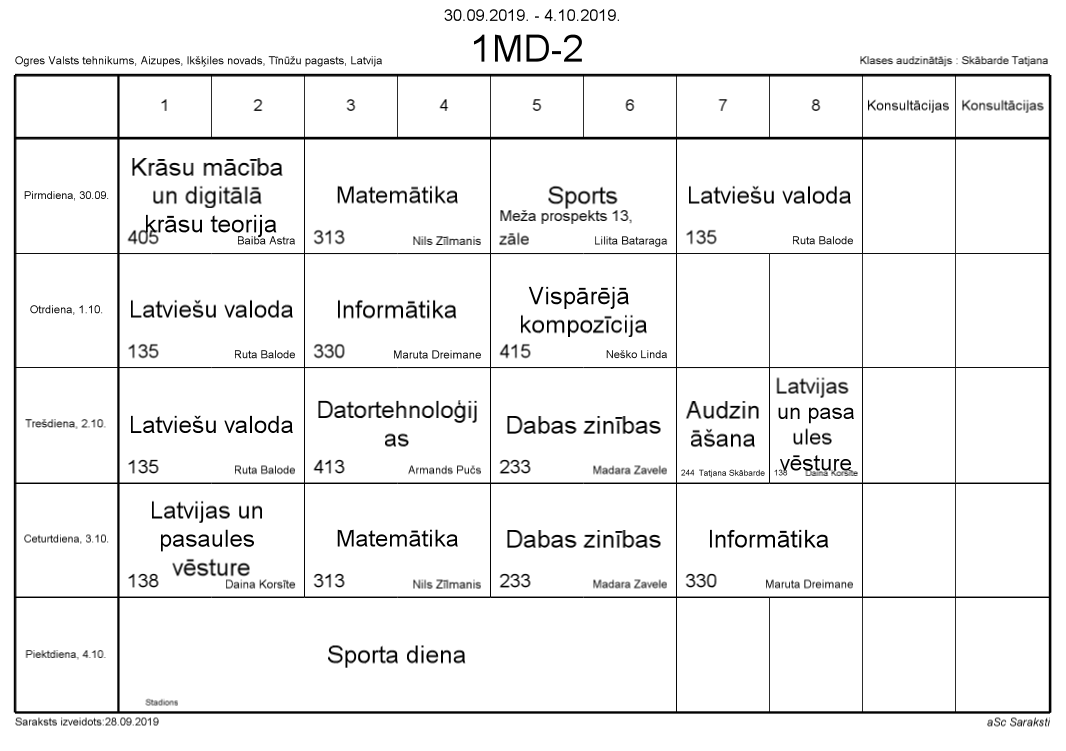 30.09.2019. - 4.10.2019.
1MD-2
Ogres Valsts tehnikums, Aizupes, Ikšķiles novads, Tīnūžu pagasts, Latvija
Klases audzinātājs : Skābarde Tatjana
1 2 3 4 5 6 7 8 Konsultācijas Konsultācijas
Pirmdiena, 30.09.
Krāsu mācība
un digitālā
krāsu teorija
405 Baiba Astra
Matemātika
313 Nils Zīlmanis
Sports
Meža prospekts 13,
zāle Lilita Bataraga
Latviešu valoda
135 Ruta Balode
Otrdiena, 1.10.
Latviešu valoda
135 Ruta Balode
Informātika
330 Maruta Dreimane
Vispārējā
kompozīcija
415 Neško Linda
Trešdiena, 2.10.
Latviešu valoda
135 Ruta Balode
Datortehnoloģij
as
413 Armands Pučs
Dabas zinības
233 Madara Zavele
Audzin
āšana
244 Tatjana Skābarde
Latvijas
un pasa
ules
vēsture
138 Daina Korsīte
Ceturtdiena, 3.10.
Latvijas un
pasaules
vēsture
138 Daina Korsīte
Matemātika
313 Nils Zīlmanis
Dabas zinības
233 Madara Zavele
Informātika
330 Maruta Dreimane
Piektdiena, 4.10.
Sporta diena
Stadions
Saraksts izveidots:28.09.2019
aSc Saraksti